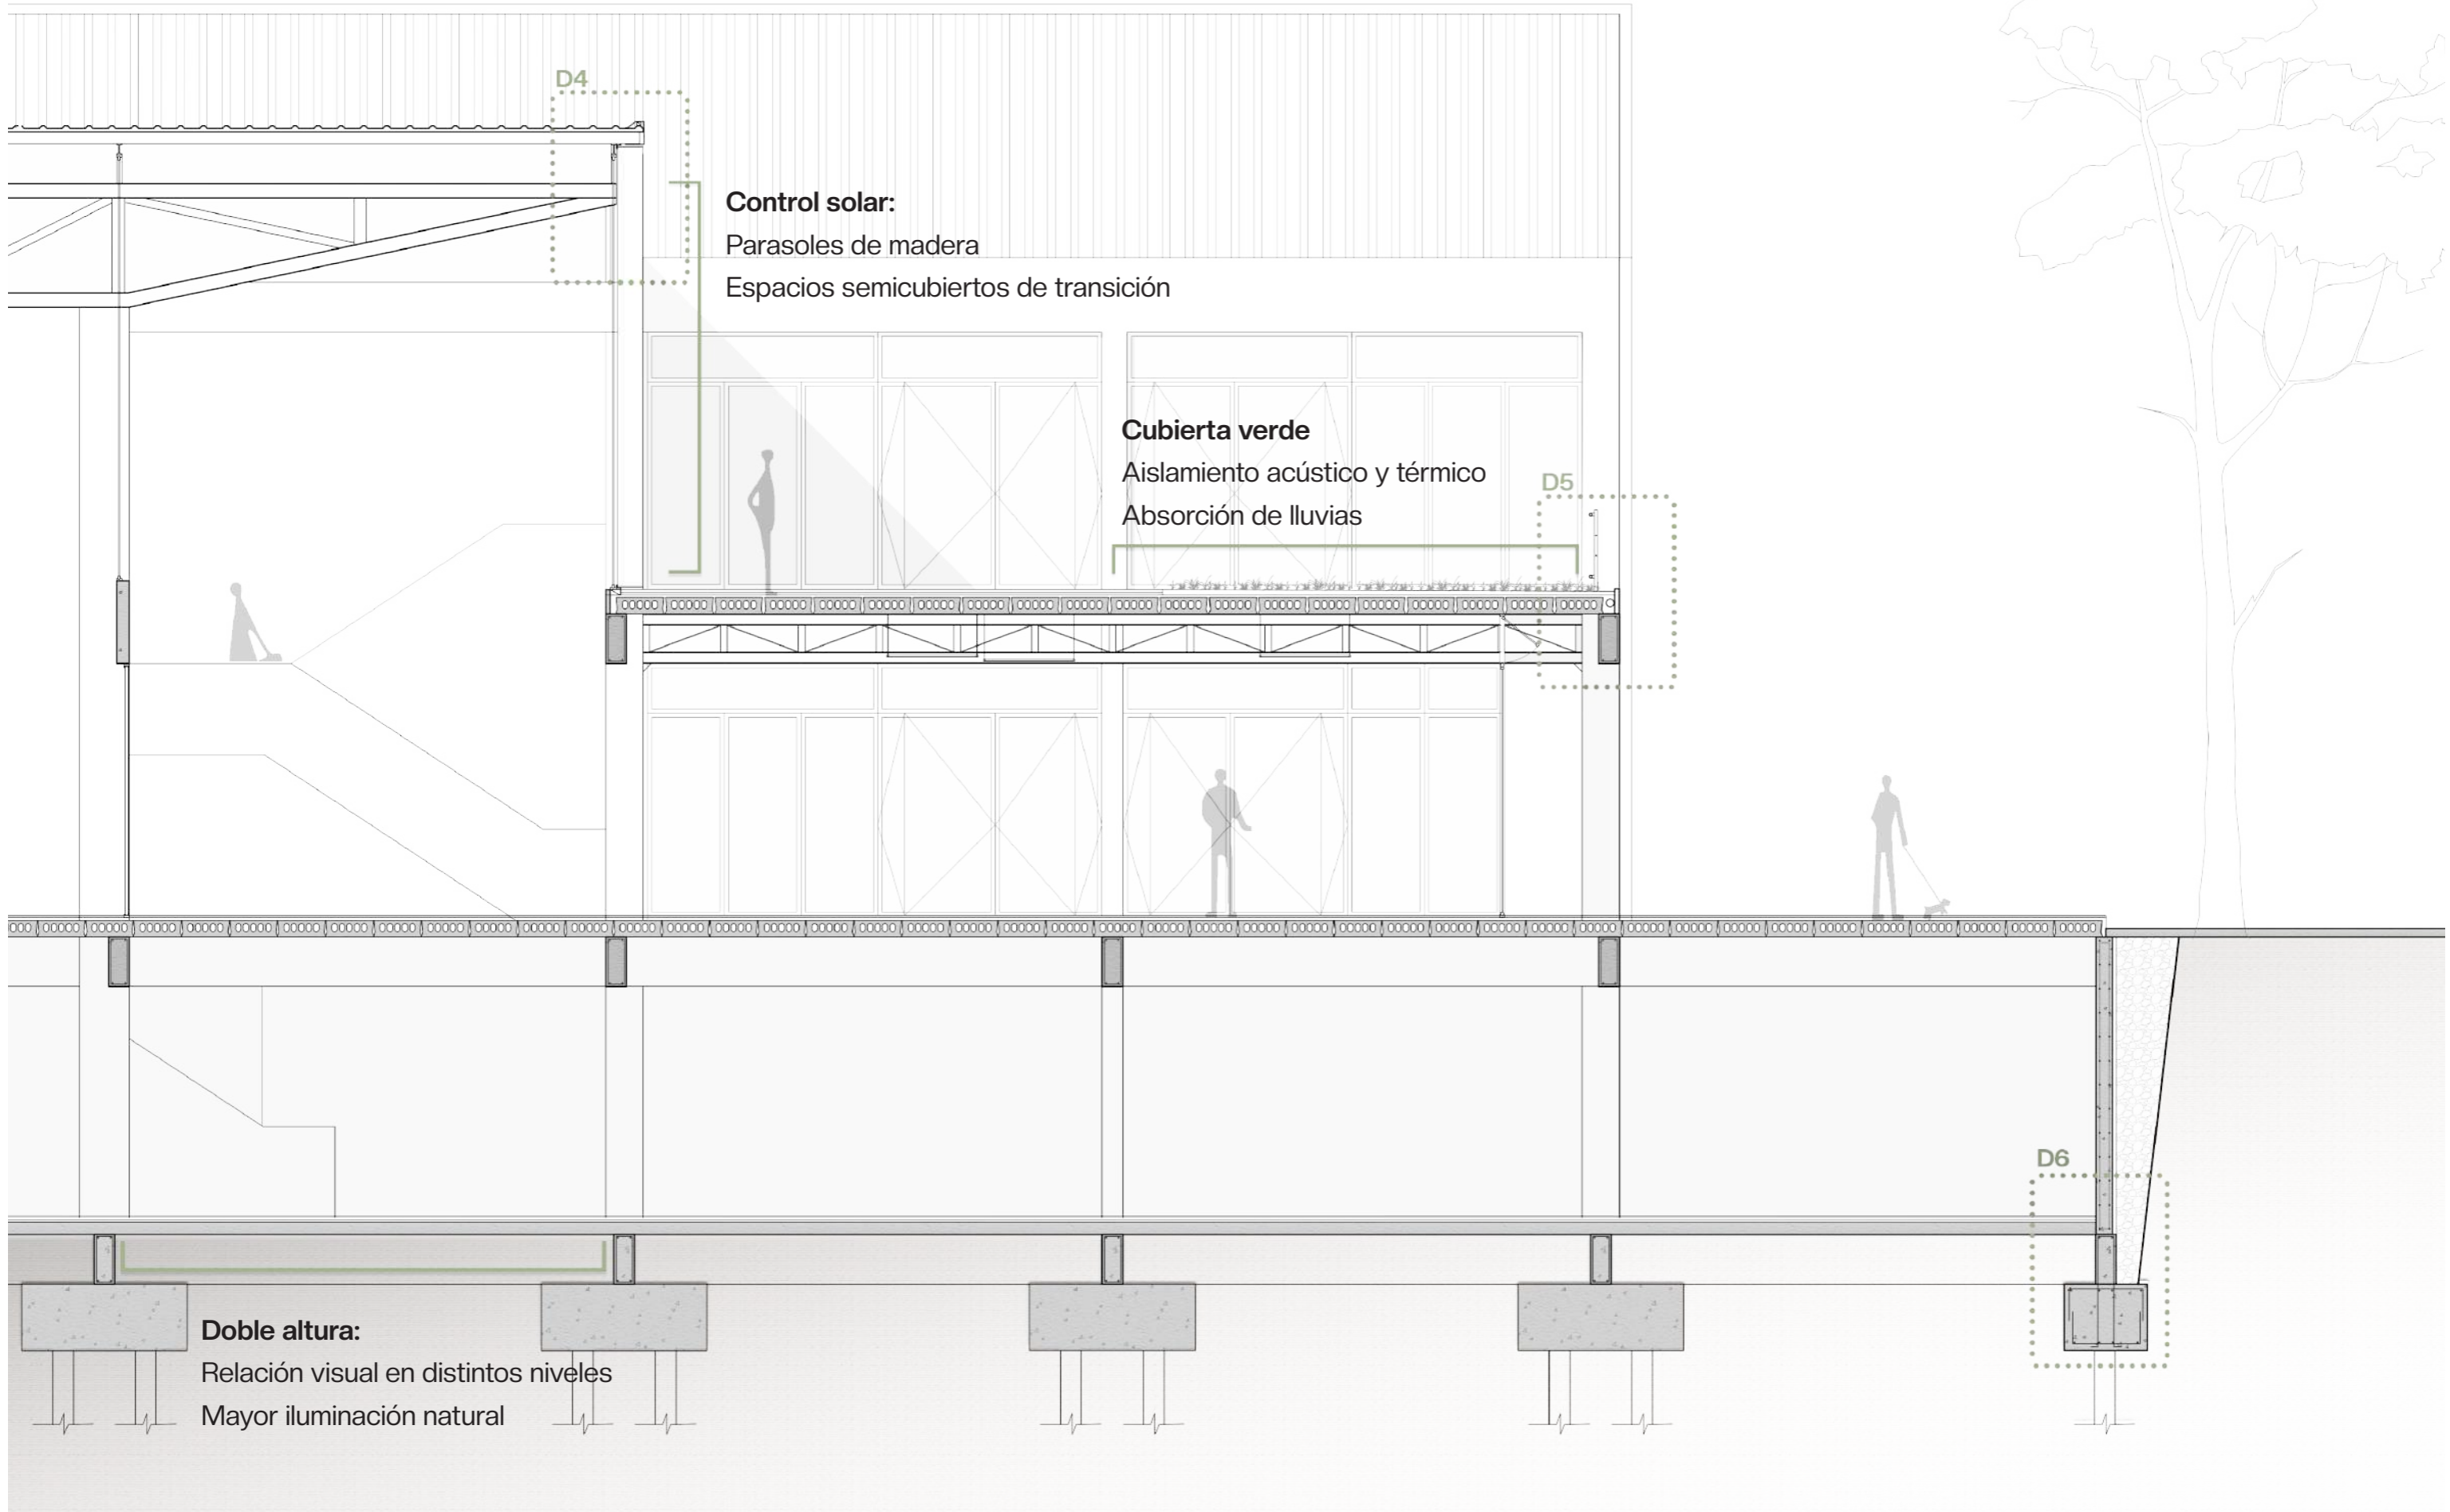 D4
Control solar:
Parasoles de madera
Espacios semicubiertos de transición
Cubierta verde
Aislamiento acústico y térmico
Absorción de lluvias
D5
D6
Doble altura:
Relación visual en distintos niveles
Mayor iluminación natural